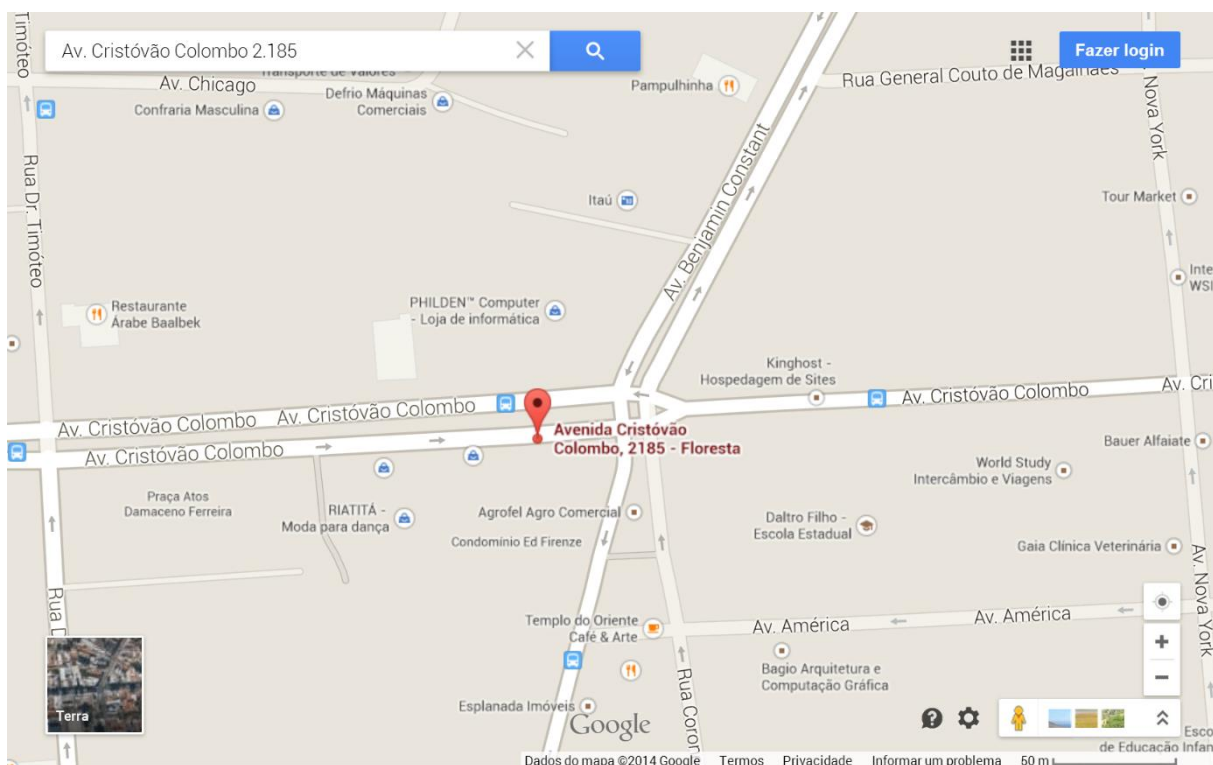 Av. Cristóvão Colombo 2.185
Fazer login
Timóteo
Transporte de Valores
Av. Chicago
Confraria Masculina
Defrio Máquinas
Comerciais
Pampulhinha
Rua General Couto de Magalhães
Nova York
Rua Dr. Timóteo
Av. Benjamin Constant
Itaú
Tour Market
Inte
WSI
Restaurante
Árabe Baalbek
PHILDEN™ Computer
- Loja de informática
Kinghost -
Hospedagem de Sites
Av. Cristóvão Colombo
Av. Cristóvão Colombo
Av. Cristóvão Colombo
Av. Cri
Av. Cristóvão Colombo
Avenida Cristóvão
Colombo, 2185 - Floresta
Bauer Alfaiate
World Study
Intercâmbio e Viagens
Praça Atos
Damaceno Ferreira
RIATITÁ -
Moda para dança
Agrofel Agro Comercial
Condomínio Ed Firenze
Daltro Filho -
Escola Estadual
Gaia Clínica Veterinária
Av. Nova York
Rua D
Templo do Oriente
Café & Arte
Av. América
Av. América
Bagio Arquitetura e
Computação Gráfica
Rua Coron
Esplanada Imóveis
Terra
Google
Esco
de Educação Infan
Dados do mapa ©2014 Google Termos Privacidade Informar um problema 50 m